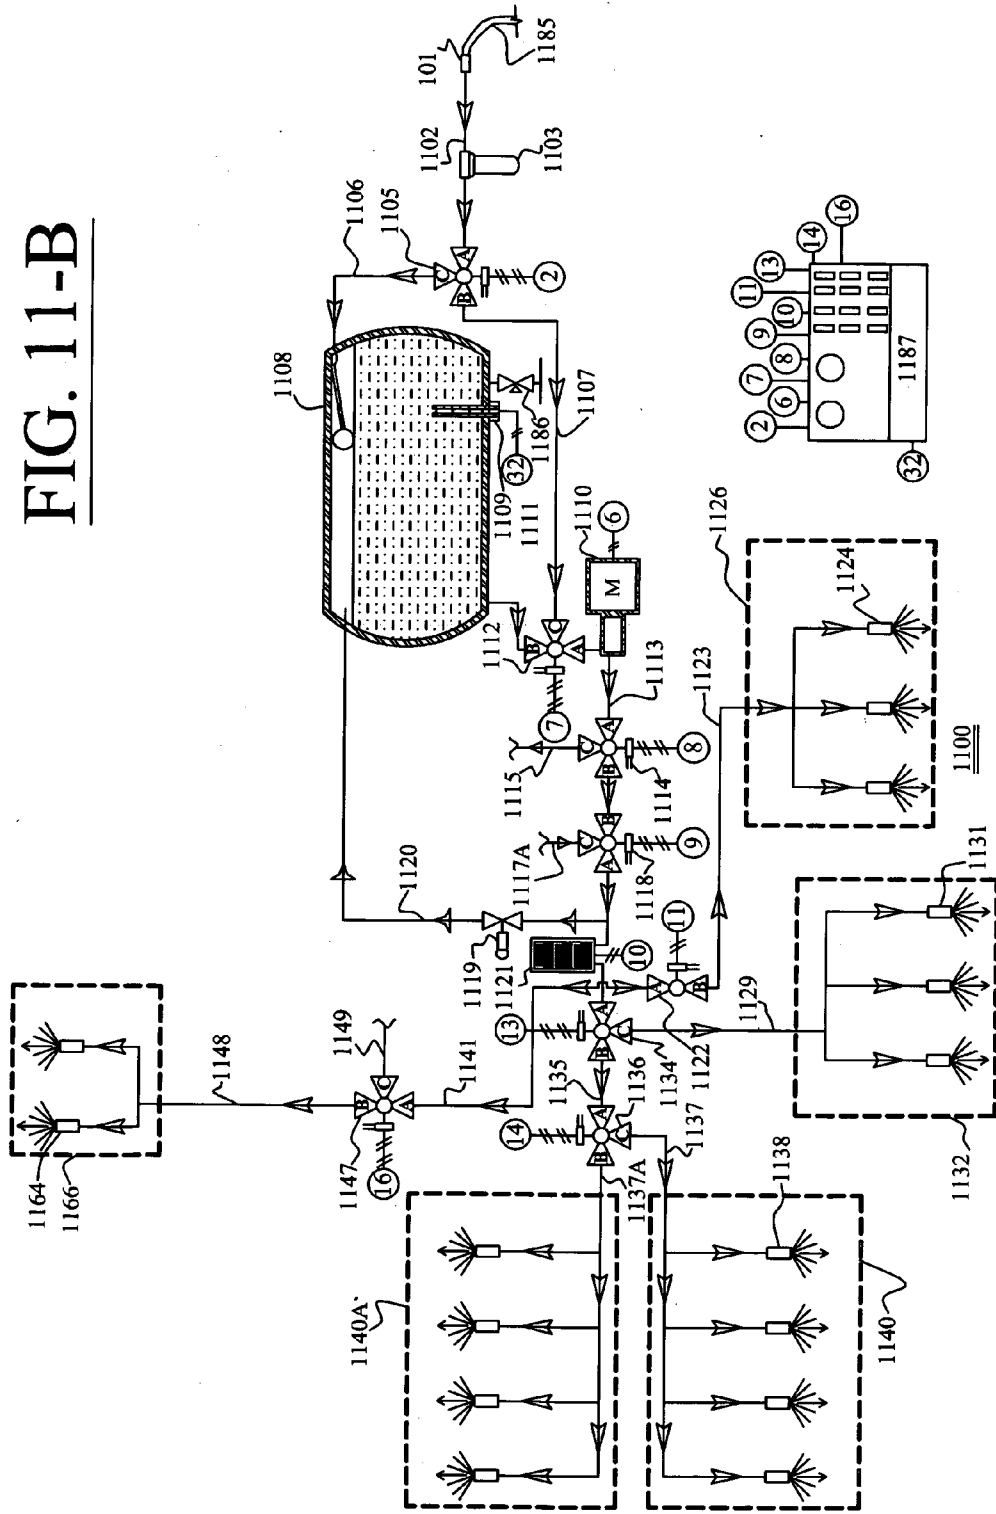 FIG. 11-B
1164
1166
1148
1149
1147
16
1141
1140A'
1120
1119
1121
1117A
1115
1108
1109
1111
32
1186
1107
1106
1105
1102
1103
101
1185
A
B
C
2
1112
B
C
A
7
1110
M
6
1113
C
A
B
1114
8
B
C
A
1118
9
10
11
A
B
1122
1123
13
A
B
C
1134
1135
14
A
B
C
1136
1137
1137A
1138
1140
1129
1131
1132
1124
1126
1100
2
6
7
8
9
10
11
13
14
16
1187
32